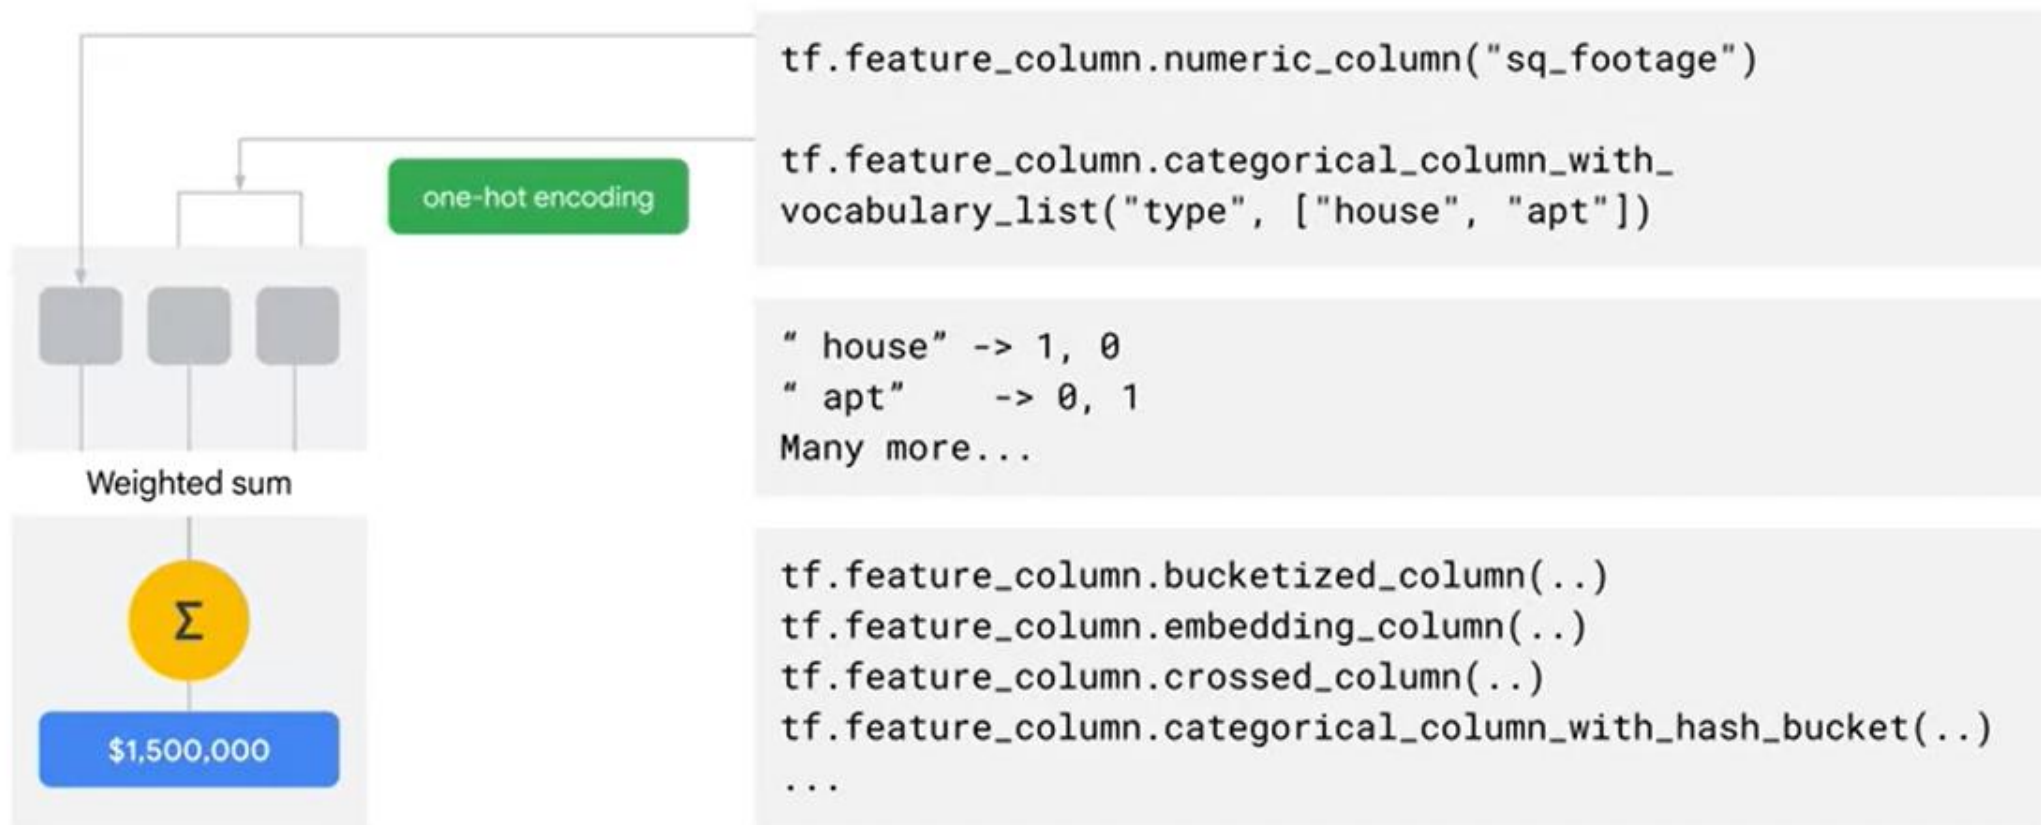 tf.feature_column.numeric_column("sq_footage")
tf.feature_column.categorical_column_with_
vocabulary_list("type", ["house", "apt"])
one-hot encoding
“ house” -> 1, 0
“ apt”    -> 0, 1
Many more...
Weighted sum
Σ
$1,500,000
tf.feature_column.bucketized_column(..)
tf.feature_column.embedding_column(..)
tf.feature_column.crossed_column(..)
tf.feature_column.categorical_column_with_hash_bucket(..)
...